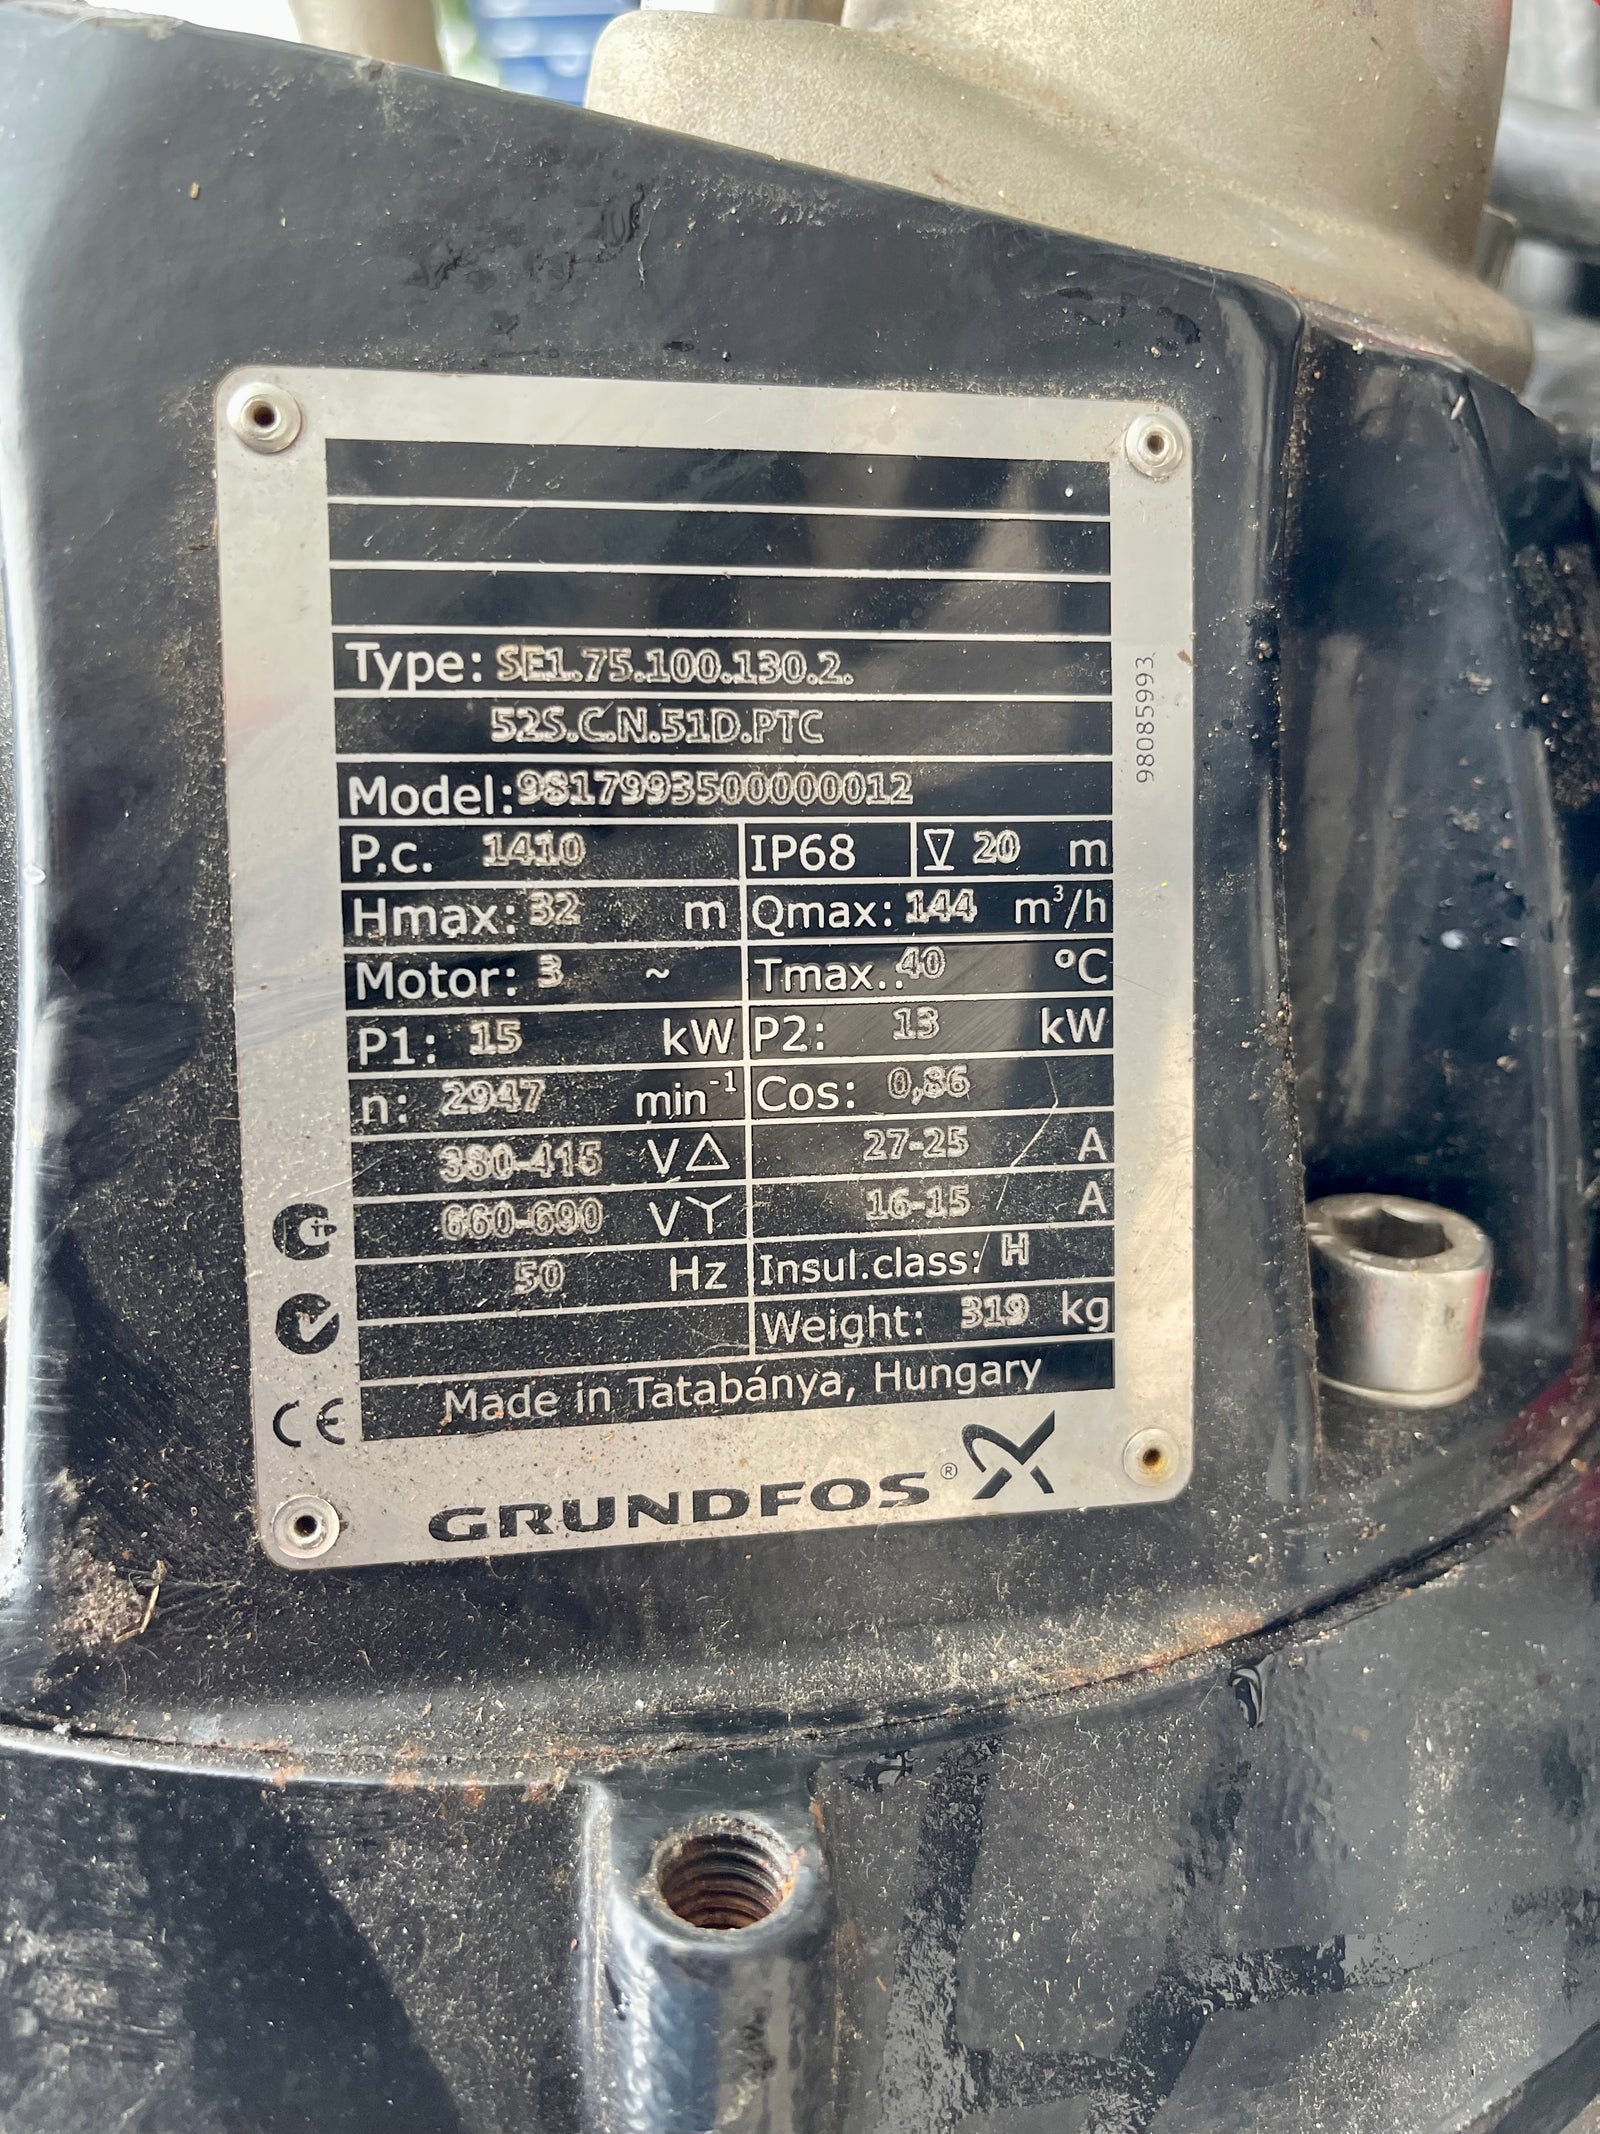 Type: SE1.75.100.130.2.
52S.C.N.51D.PTC
Model: 9817993500000012
P.c. 1410 IP68 20 m
Hmax: 32 m Qmax: 144 m³/h
Motor: 3 ~ Tmax.: 40 °C
P1: 15 kW P2: 13 kW
n: 2947 min⁻¹ Cos: 0,86
380-415 V△ 27-25 A
660-690 VY 16-15 A
50 Hz Insul.class: H
Weight: 319 kg
Made in Tatabánya, Hungary
CE
GRUNDFOS®
98085993